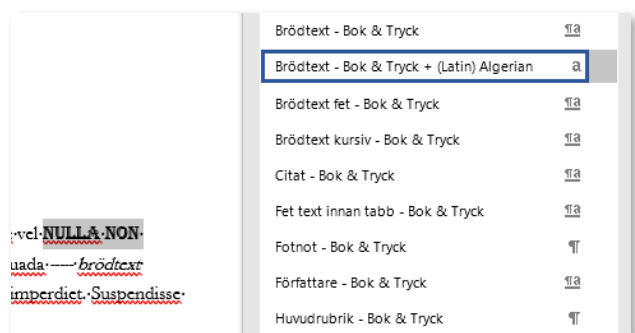 Brödtext - Bok & Tryck ¶a
Brödtext - Bok & Tryck + (Latin) Algerian a
Brödtext fet - Bok & Tryck ¶a
Brödtext kursiv - Bok & Tryck ¶a
Citat - Bok & Tryck ¶a
Fet text innan tabb - Bok & Tryck ¶a
Fotnot - Bok & Tryck ¶
Författare - Bok & Tryck ¶a
Huvudrubrik - Bok & Tryck ¶
·vel·NULLA·NON·
uada·—·brödtext
imperdiet.·Suspendisse·